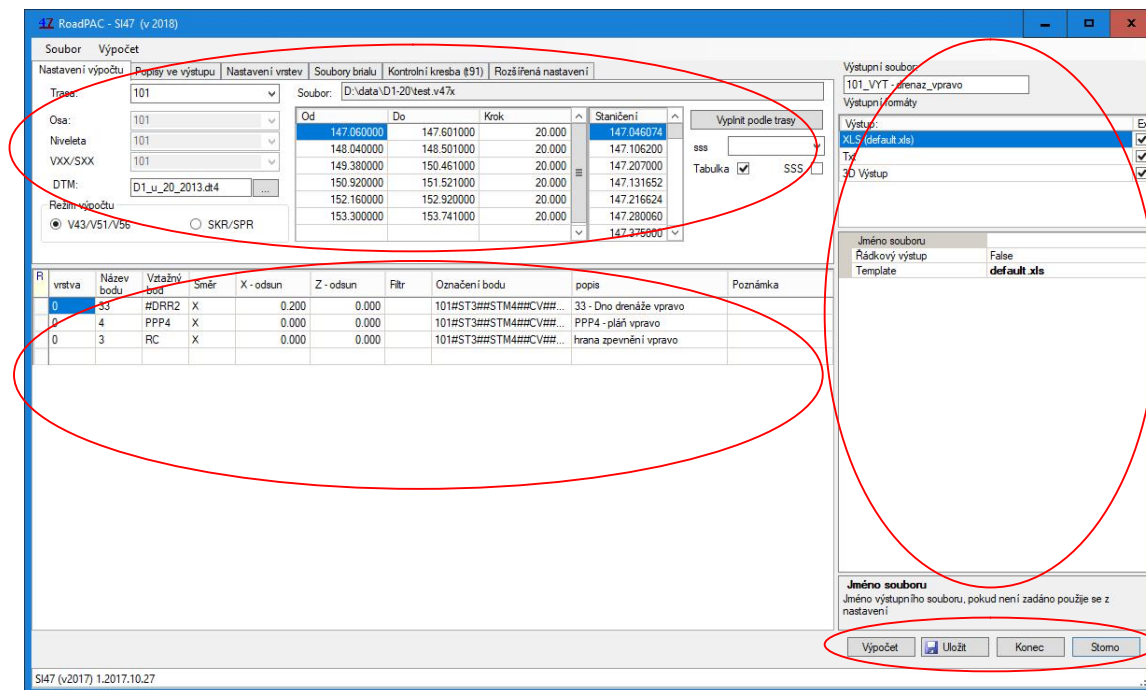 RoadPAC - SI47 (v 2018)
Soubor Výpočet
Nastavení výpočtu Popisy ve výstupu Nastavení vrstev Soubory brialu Kontrolní kresba (t91) Rozšířená nastavení
Trasa: 101
Soubor: D:\data\D1-20\test.v47x
Osa: 101
Niveleta 101
VXX/SXX 101
DTM: D1_u_20_2013.dt4 ...
Režim výpočtu
V43/V51/V56 SKR/SPR
Od Do Krok
147.060000 147.601000 20.000
148.040000 148.501000 20.000
149.380000 150.461000 20.000
150.920000 151.521000 20.000
152.160000 152.920000 20.000
153.300000 153.741000 20.000
Staničení
147.046074
147.106200
147.207000
147.131652
147.216624
147.280060
147.375000
Vyplnit podle trasy
sss
Tabulka SSS
Výstupní soubor:
101_VYT - drenaz_vpravo
Výstupní formáty
Výstup: Ex
XLS (default.xls)
Txt
3D Výstup
Jméno souboru
Řádkový výstup False
Template default.xls
R vrstva Název bodu Vztažný bod Směr X - odsun Z - odsun Filtr Označení bodu popis Poznámka
0 33 #DRR2 X 0.200 0.000 101#ST3##STM4##CV##... 33 - Dno drenáže vpravo
0 4 PPP4 X 0.000 0.000 101#ST3##STM4##CV##... PPP4 - pláň vpravo
0 3 RC X 0.000 0.000 101#ST3##STM4##CV##... hrana zpevnění vpravo
Jméno souboru
Jméno výstupního souboru, pokud není zadáno použije se z
nastavení
Výpočet Uložit Konec Storno
SI47 (v2017) 1.2017.10.27